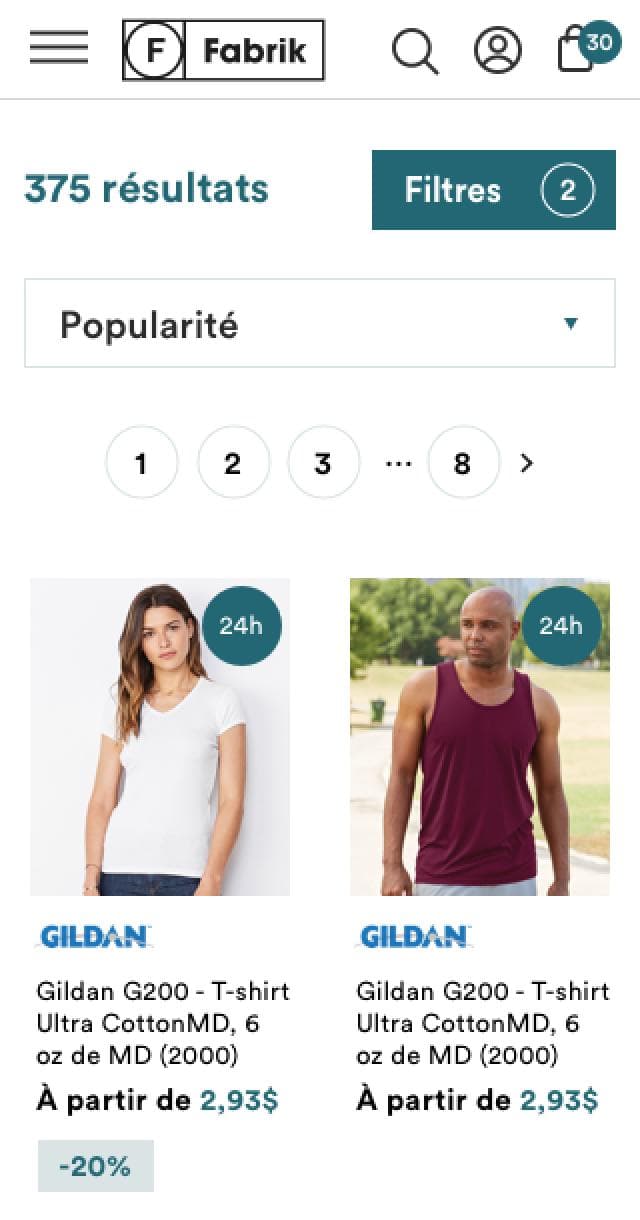 F Fabrik 30
375 résultats
Filtres 2
Popularité
1 2 3 ... 8 >
24h 24h
GILDAN GILDAN
Gildan G200 - T-shirt
Ultra CottonMD, 6
oz de MD (2000)
À partir de 2,93$
-20%
Gildan G200 - T-shirt
Ultra CottonMD, 6
oz de MD (2000)
À partir de 2,93$